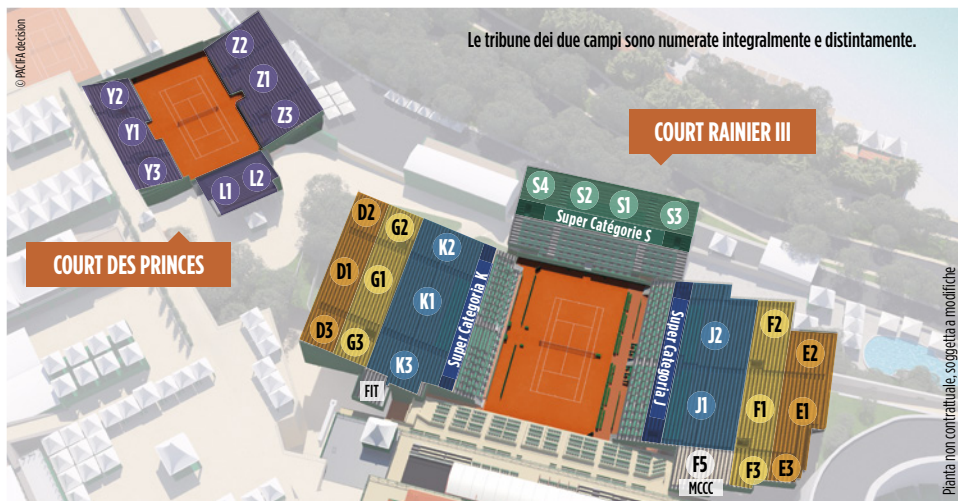 © PACIFA decision
Le tribune dei due campi sono numerate integralmente e distintamente.
Z2
Z1
Z3
Y2
Y1
Y3
L1
L2
COURT DES PRINCES
COURT RAINIER III
S4
S2
S1
S3
Super Catégorie S
D2
G2
K2
D1
G1
K1
D3
G3
K3
Super Categoria K
FIT
Super Categoria J
J2
J1
F2
E2
F1
E1
F5
F3
E3
MCCC
Pianta non contrattuale, soggetta a modifiche